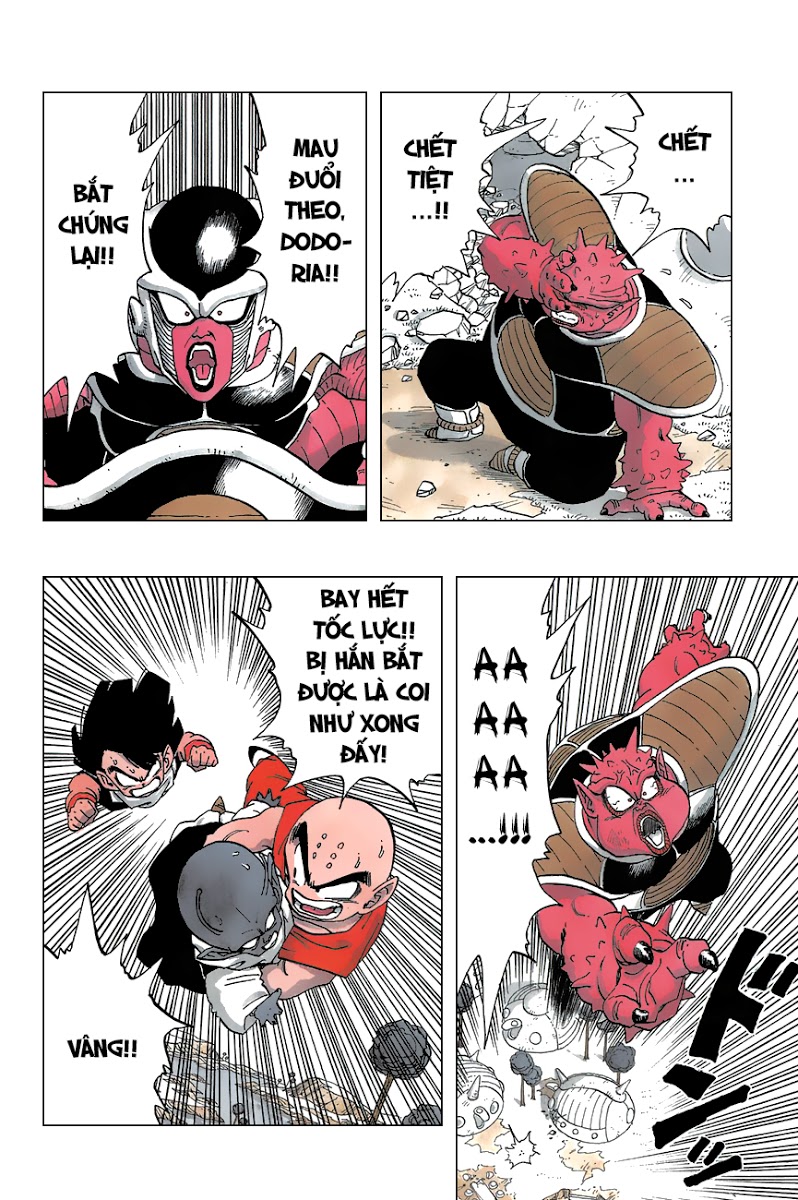 CHẾT
...
CHẾT
TIỆT
...!!
MAU
ĐUỔI
THEO,
DODO-
RIA!!
BẮT
CHÚNG
LẠI!!
AA
AA
AA
...!!!
ドンッ
BAY HẾT
TỐC LỰC!!
BỊ HẮN BẮT
ĐƯỢC LÀ COI
NHƯ XONG
ĐẤY!
VÂNG!!